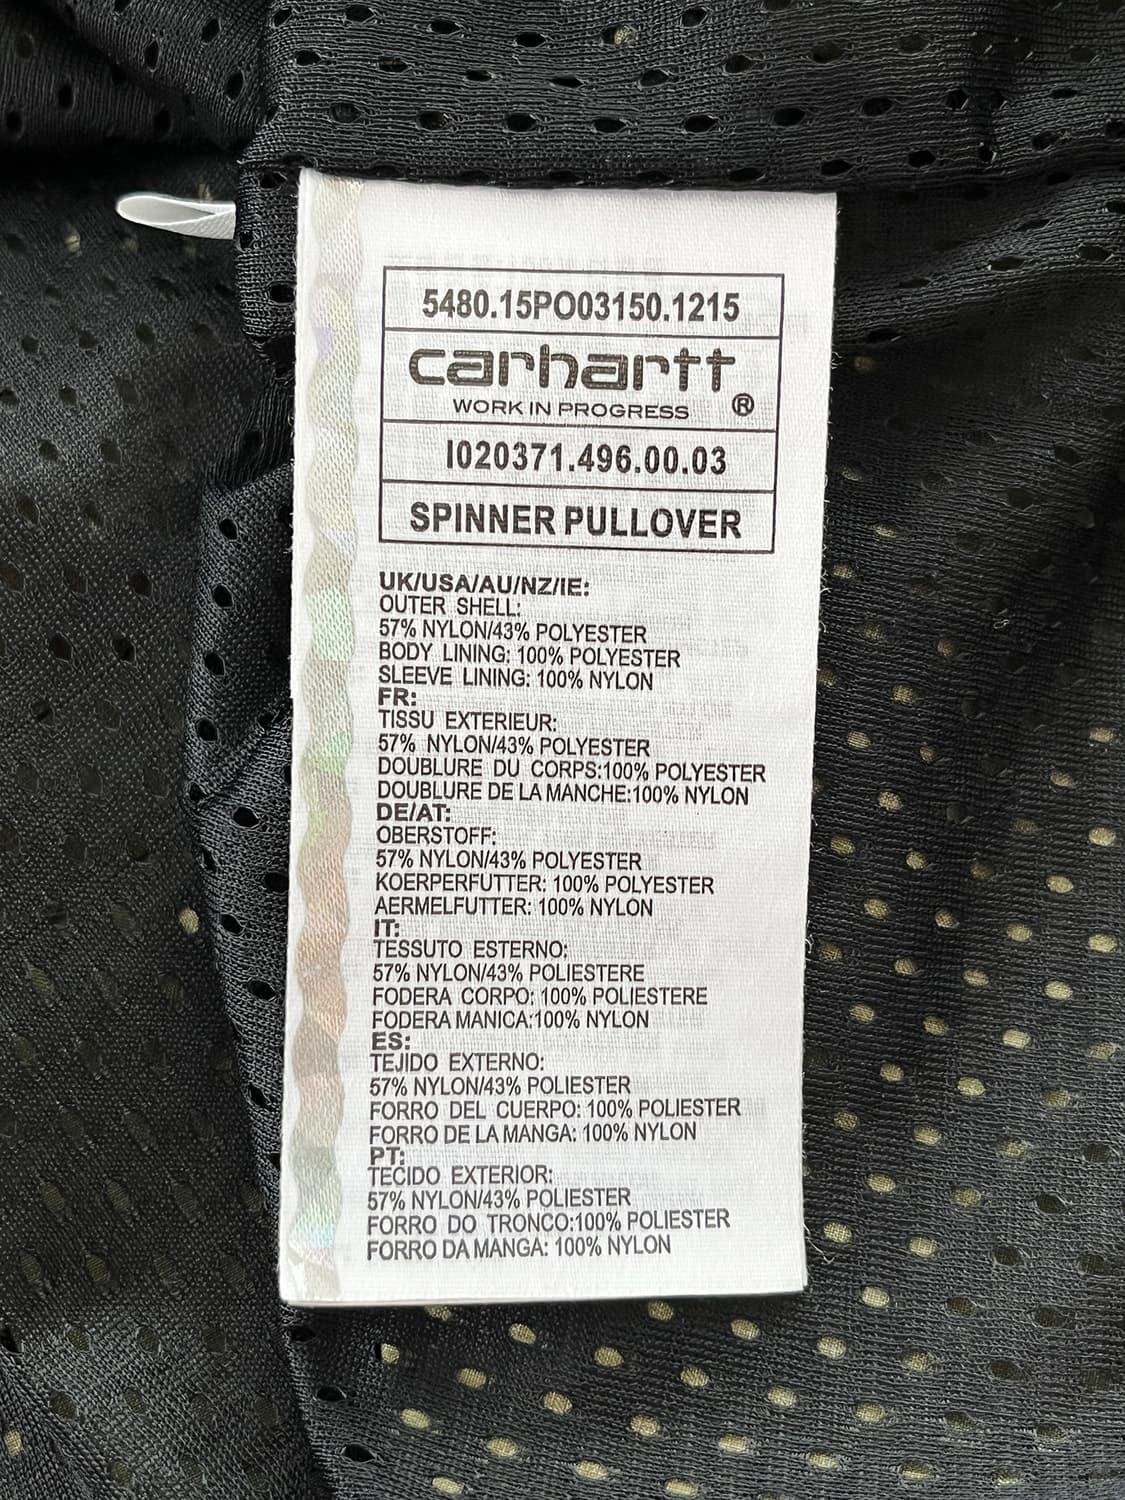 5480.15PO03150.1215
carhartt
WORK IN PROGRESS ®
I020371.496.00.03
SPINNER PULLOVER
UK/USA/AU/NZ/IE:
OUTER SHELL:
57% NYLON/43% POLYESTER
BODY LINING: 100% POLYESTER
SLEEVE LINING: 100% NYLON
FR:
TISSU EXTERIEUR:
57% NYLON/43% POLYESTER
DOUBLURE DU CORPS:100% POLYESTER
DOUBLURE DE LA MANCHE:100% NYLON
DE/AT:
OBERSTOFF:
57% NYLON/43% POLYESTER
KOERPERFUTTER: 100% POLYESTER
AERMELFUTTER: 100% NYLON
IT:
TESSUTO ESTERNO:
57% NYLON/43% POLIESTERE
FODERA CORPO: 100% POLIESTERE
FODERA MANICA:100% NYLON
ES:
TEJIDO EXTERNO:
57% NYLON/43% POLIESTER
FORRO DEL CUERPO: 100% POLIESTER
FORRO DE LA MANGA: 100% NYLON
PT:
TECIDO EXTERIOR:
57% NYLON/43% POLIESTER
FORRO DO TRONCO:100% POLIESTER
FORRO DA MANGA: 100% NYLON